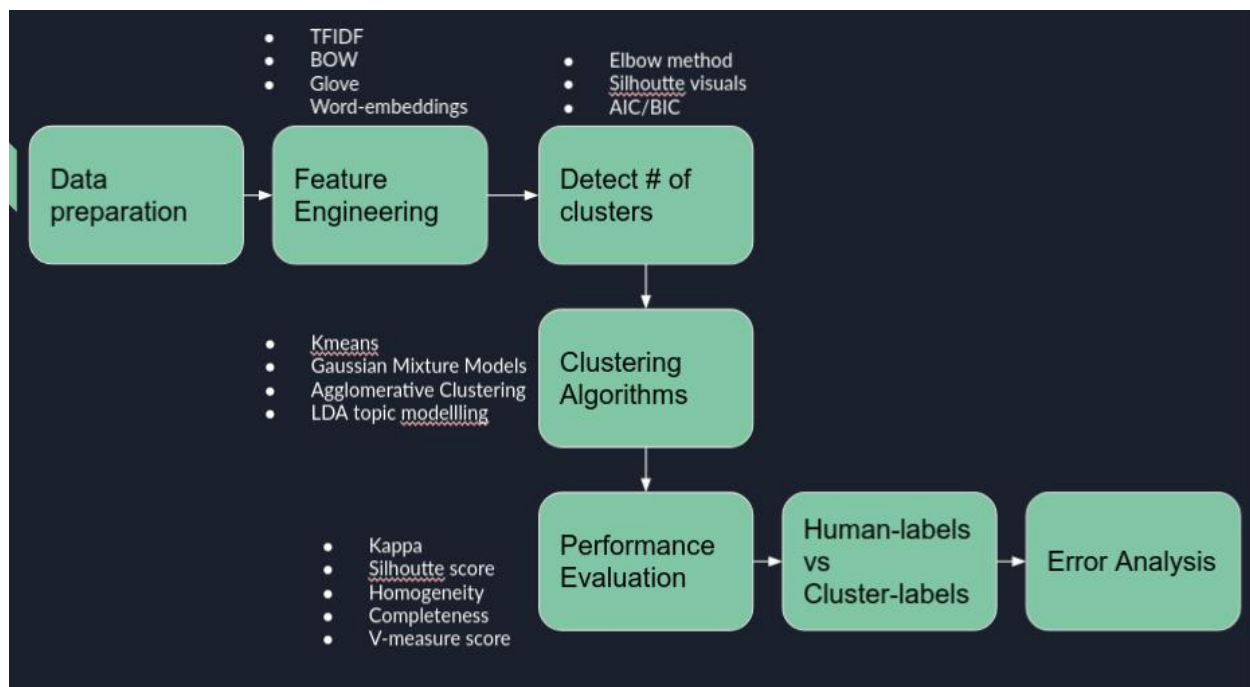 ● TFIDF
● BOW
● Glove
Word-embeddings
● Elbow method
● Silhoutte visuals
● AIC/BIC
Data
preparation
Feature
Engineering
Detect # of
clusters
● Kmeans
● Gaussian Mixture Models
● Agglomerative Clustering
● LDA topic modellling
Clustering
Algorithms
● Kappa
● Silhoutte score
● Homogeneity
● Completeness
● V-measure score
Performance
Evaluation
Human-labels
vs
Cluster-labels
Error Analysis